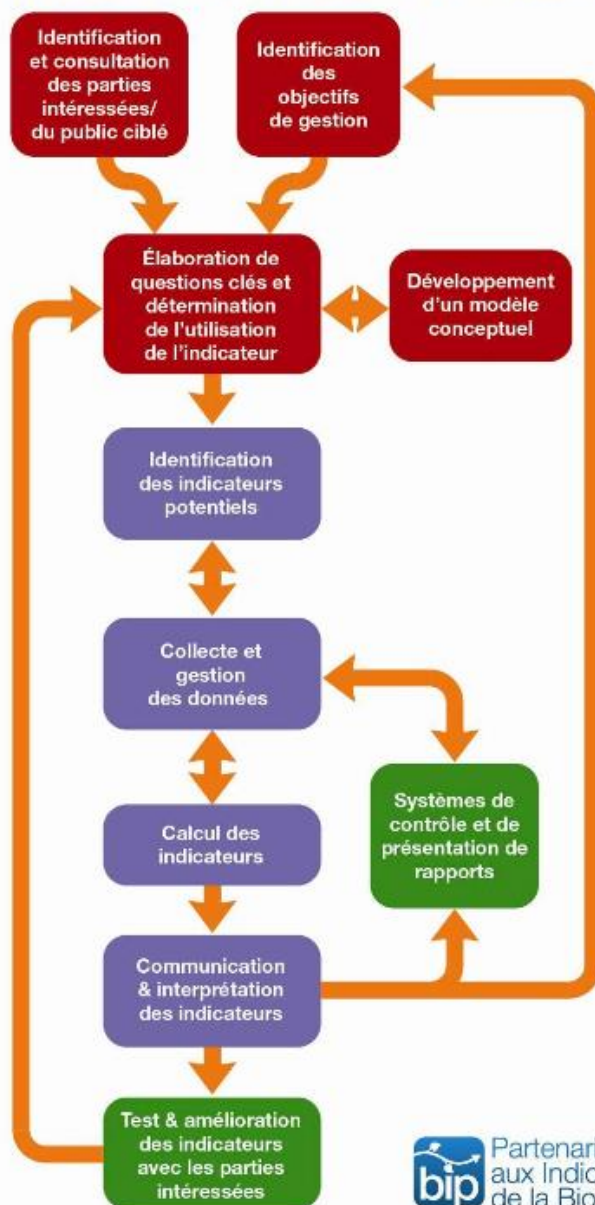 Identification
et consultation
des parties
intéressées/
du public ciblé
Identification
des
objectifs
de gestion
Élaboration de
questions clés et
détermination
de l'utilisation
de l'indicateur
Développement
d'un modèle
conceptuel
Identification
des indicateurs
potentiels
Collecte et
gestion
des données
Systèmes de
contrôle et de
présentation de
rapports
Calcul des
indicateurs
Communication
& interprétation
des indicateurs
Test & amélioration
des indicateurs
avec les parties
intéressées
bip